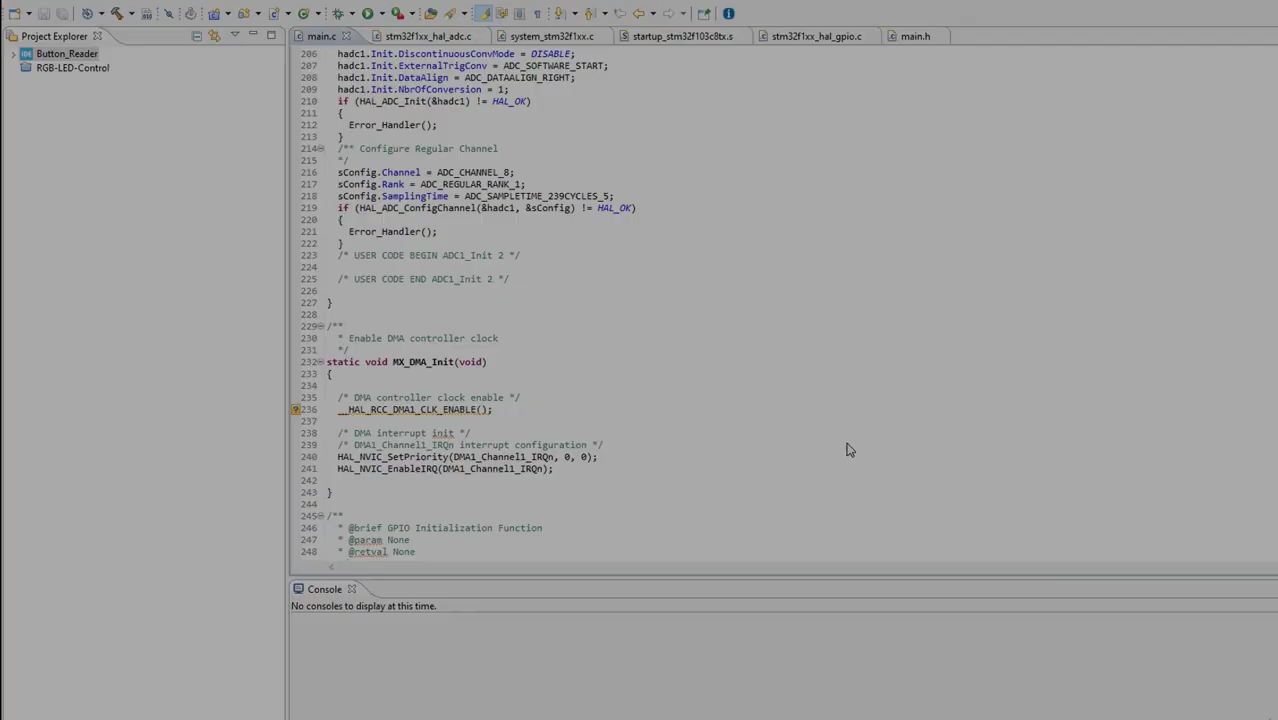 Project Explorer
Button_Reader
RGB-LED-Control
main.c
stm32f1xx_hal_adc.c
system_stm32f1xx.c
startup_stm32f103c8tx.s
stm32f1xx_hal_gpio.c
main.h
206 hadc1.Init.DiscontinuousConvMode = DISABLE;
207 hadc1.Init.ExternalTrigConv = ADC_SOFTWARE_START;
208 hadc1.Init.DataAlign = ADC_DATAALIGN_RIGHT;
209 hadc1.Init.NbrOfConversion = 1;
210 if (HAL_ADC_Init(&hadc1) != HAL_OK)
211 {
212 Error_Handler();
213 }
214 /** Configure Regular Channel
215 */
216 sConfig.Channel = ADC_CHANNEL_8;
217 sConfig.Rank = ADC_REGULAR_RANK_1;
218 sConfig.SamplingTime = ADC_SAMPLETIME_239CYCLES_5;
219 if (HAL_ADC_ConfigChannel(&hadc1, &sConfig) != HAL_OK)
220 {
221 Error_Handler();
222 }
223 /* USER CODE BEGIN ADC1_Init 2 */
224
225 /* USER CODE END ADC1_Init 2 */
226
227 }
228
229 /**
230 * Enable DMA controller clock
231 */
232 static void MX_DMA_Init(void)
233 {
234
235 /* DMA controller clock enable */
236 __HAL_RCC_DMA1_CLK_ENABLE();
237
238 /* DMA interrupt init */
239 /* DMA1_Channel1_IRQn interrupt configuration */
240 HAL_NVIC_SetPriority(DMA1_Channel1_IRQn, 0, 0);
241 HAL_NVIC_EnableIRQ(DMA1_Channel1_IRQn);
242
243 }
244
245 /**
246 * @brief GPIO Initialization Function
247 * @param None
248 * @retval None
Console
No consoles to display at this time.